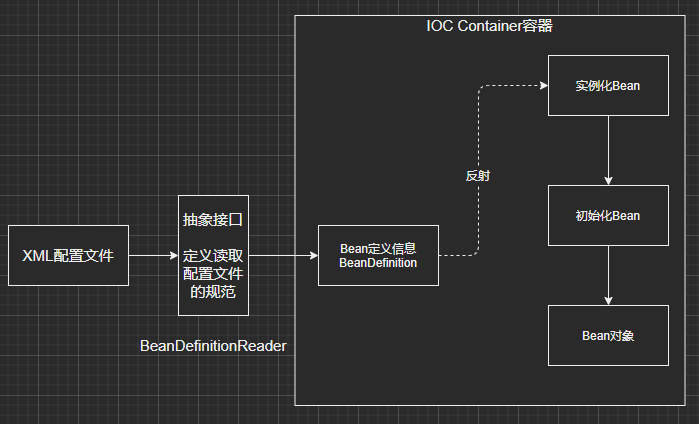 IOC Container容器
实例化Bean
反射
抽象接口
定义读取
配置文件
的规范
XML配置文件
Bean定义信息
BeanDefinition
初始化Bean
BeanDefinitionReader
Bean对象